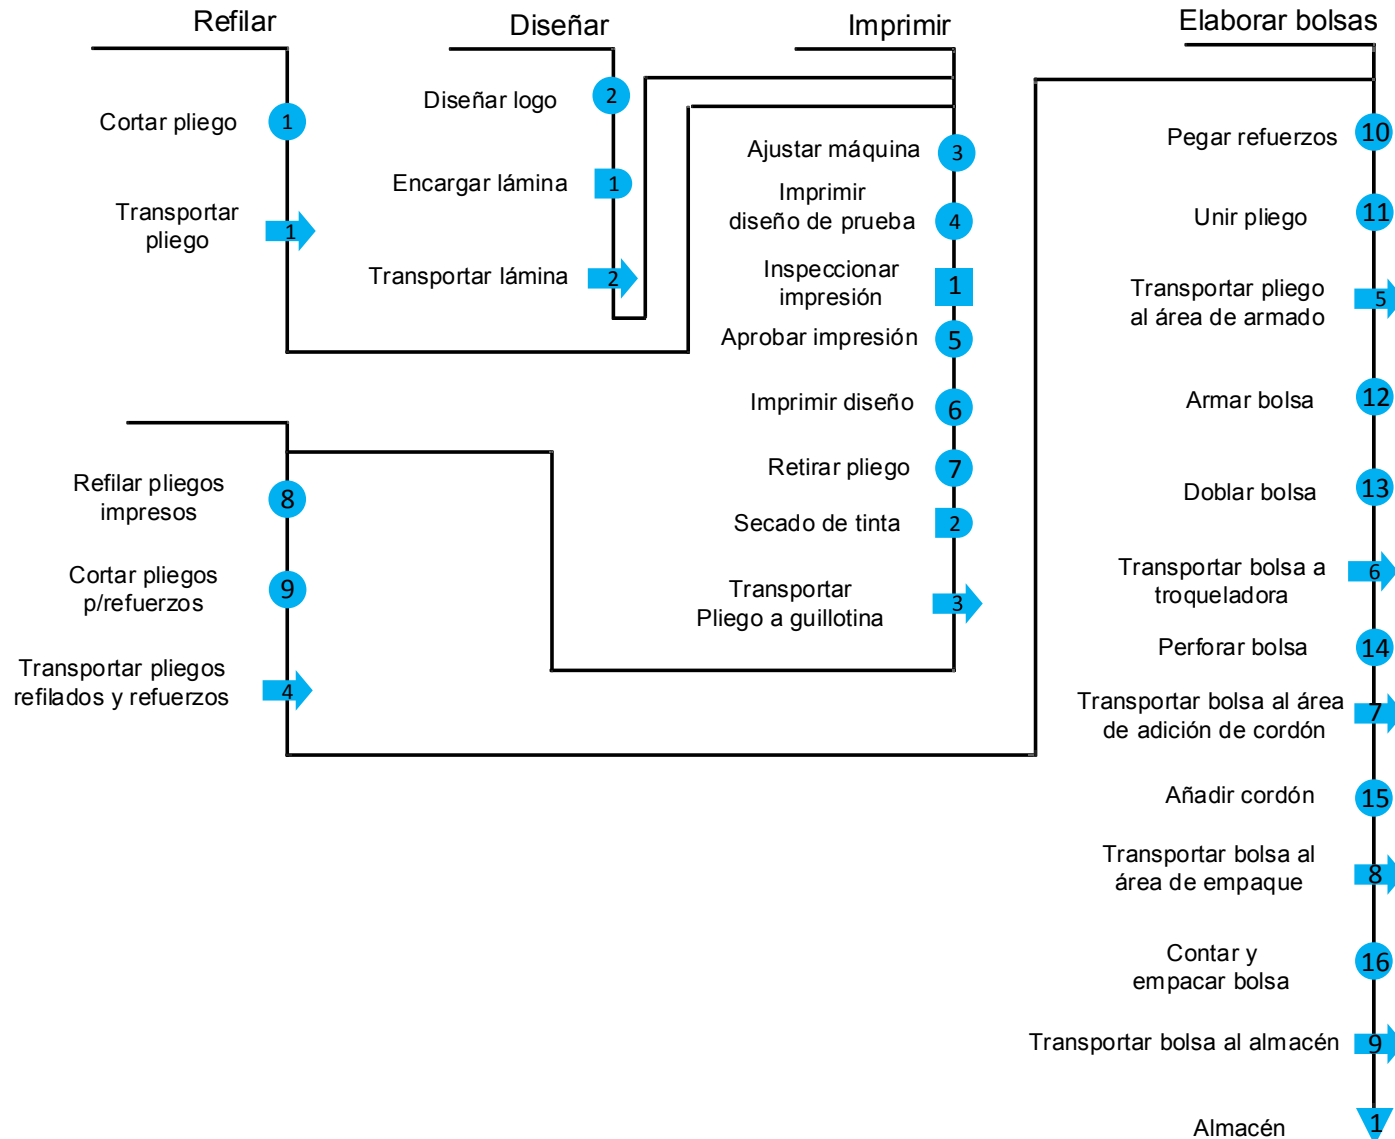 Refilar
Cortar pliego
1
Transportar
pliego
1
Diseñar
Diseñar logo
2
Encargar lámina
1
Transportar lámina
2
Imprimir
Ajustar máquina
3
Imprimir
diseño de prueba
4
Inspeccionar
impresión
1
Aprobar impresión
5
Imprimir diseño
6
Retirar pliego
7
Secado de tinta
2
Transportar
Pliego a guillotina
3
Refilar pliegos
impresos
8
Cortar pliegos
p/refuerzos
9
Transportar pliegos
refilados y refuerzos
4
Elaborar bolsas
Pegar refuerzos
10
Unir pliego
11
Transportar pliego
al área de armado
5
Armar bolsa
12
Doblar bolsa
13
Transportar bolsa a
troqueladora
6
Perforar bolsa
14
Transportar bolsa al área
de adición de cordón
7
Añadir cordón
15
Transportar bolsa al
área de empaque
8
Contar y
empacar bolsa
16
Transportar bolsa al almacén
9
Almacén
1